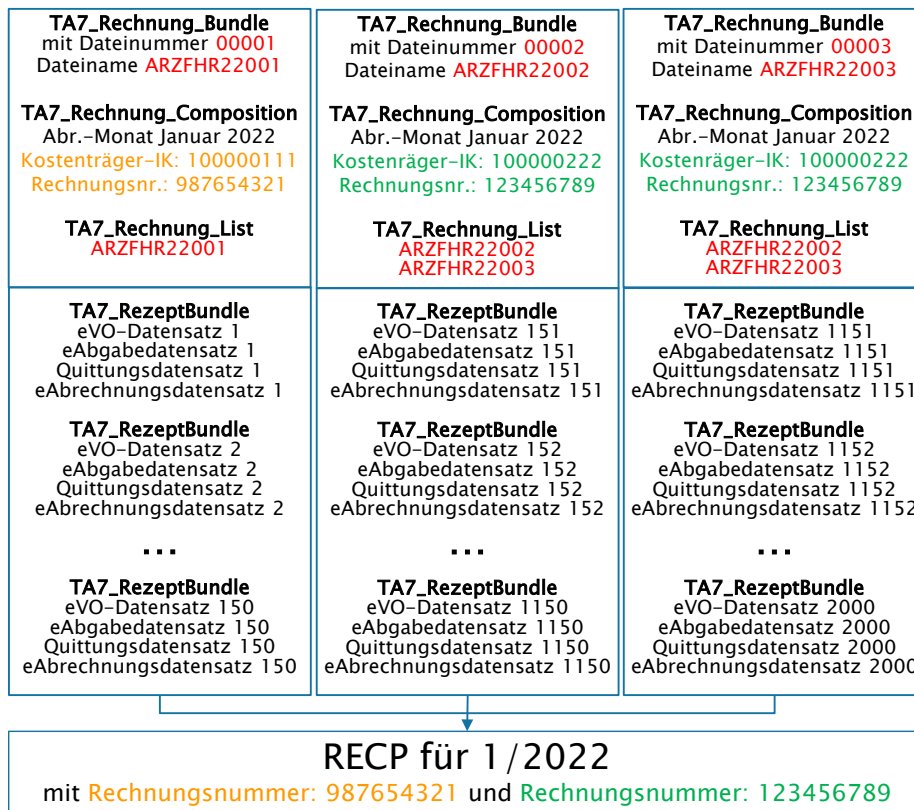 TA7_Rechnung_Bundle
mit Dateinummer 00001
Dateiname ARZFHR22001
TA7_Rechnung_Composition
Abr.-Monat Januar 2022
Kostenträger-IK: 100000111
Rechnungsnr.: 987654321
TA7_Rechnung_List
ARZFHR22001
TA7_RezeptBundle
eVO-Datensatz 1
eAbgabedatensatz 1
Quittungsdatensatz 1
eAbrechnungsdatensatz 1
TA7_RezeptBundle
eVO-Datensatz 2
eAbgabedatensatz 2
Quittungsdatensatz 2
eAbrechnungsdatensatz 2
...
TA7_RezeptBundle
eVO-Datensatz 150
eAbgabedatensatz 150
Quittungsdatensatz 150
eAbrechnungsdatensatz 150
TA7_Rechnung_Bundle
mit Dateinummer 00002
Dateiname ARZFHR22002
TA7_Rechnung_Composition
Abr.-Monat Januar 2022
Kostenräger-IK: 100000222
Rechnungsnr.: 123456789
TA7_Rechnung_List
ARZFHR22002
ARZFHR22003
TA7_RezeptBundle
eVO-Datensatz 151
eAbgabedatensatz 151
Quittungsdatensatz 151
eAbrechnungsdatensatz 151
TA7_RezeptBundle
eVO-Datensatz 152
eAbgabedatensatz 152
Quittungsdatensatz 152
eAbrechnungsdatensatz 152
...
TA7_RezeptBundle
eVO-Datensatz 1150
eAbgabedatensatz 1150
Quittungsdatensatz 1150
eAbrechnungsdatensatz 1150
TA7_Rechnung_Bundle
mit Dateinummer 00003
Dateiname ARZFHR22003
TA7_Rechnung_Composition
Abr.-Monat Januar 2022
Kostenräger-IK: 100000222
Rechnungsnr.: 123456789
TA7_Rechnung_List
ARZFHR22002
ARZFHR22003
TA7_RezeptBundle
eVO-Datensatz 1151
eAbgabedatensatz 1151
Quittungsdatensatz 1151
eAbrechnungsdatensatz 1151
TA7_RezeptBundle
eVO-Datensatz 1152
eAbgabedatensatz 1152
Quittungsdatensatz 1152
eAbrechnungsdatensatz 1152
...
TA7_RezeptBundle
eVO-Datensatz 2000
eAbgabedatensatz 2000
Quittungsdatensatz 2000
eAbrechnungsdatensatz 2000
RECP für 1/2022
mit Rechnungsnummer: 987654321 und Rechnungsnummer: 123456789